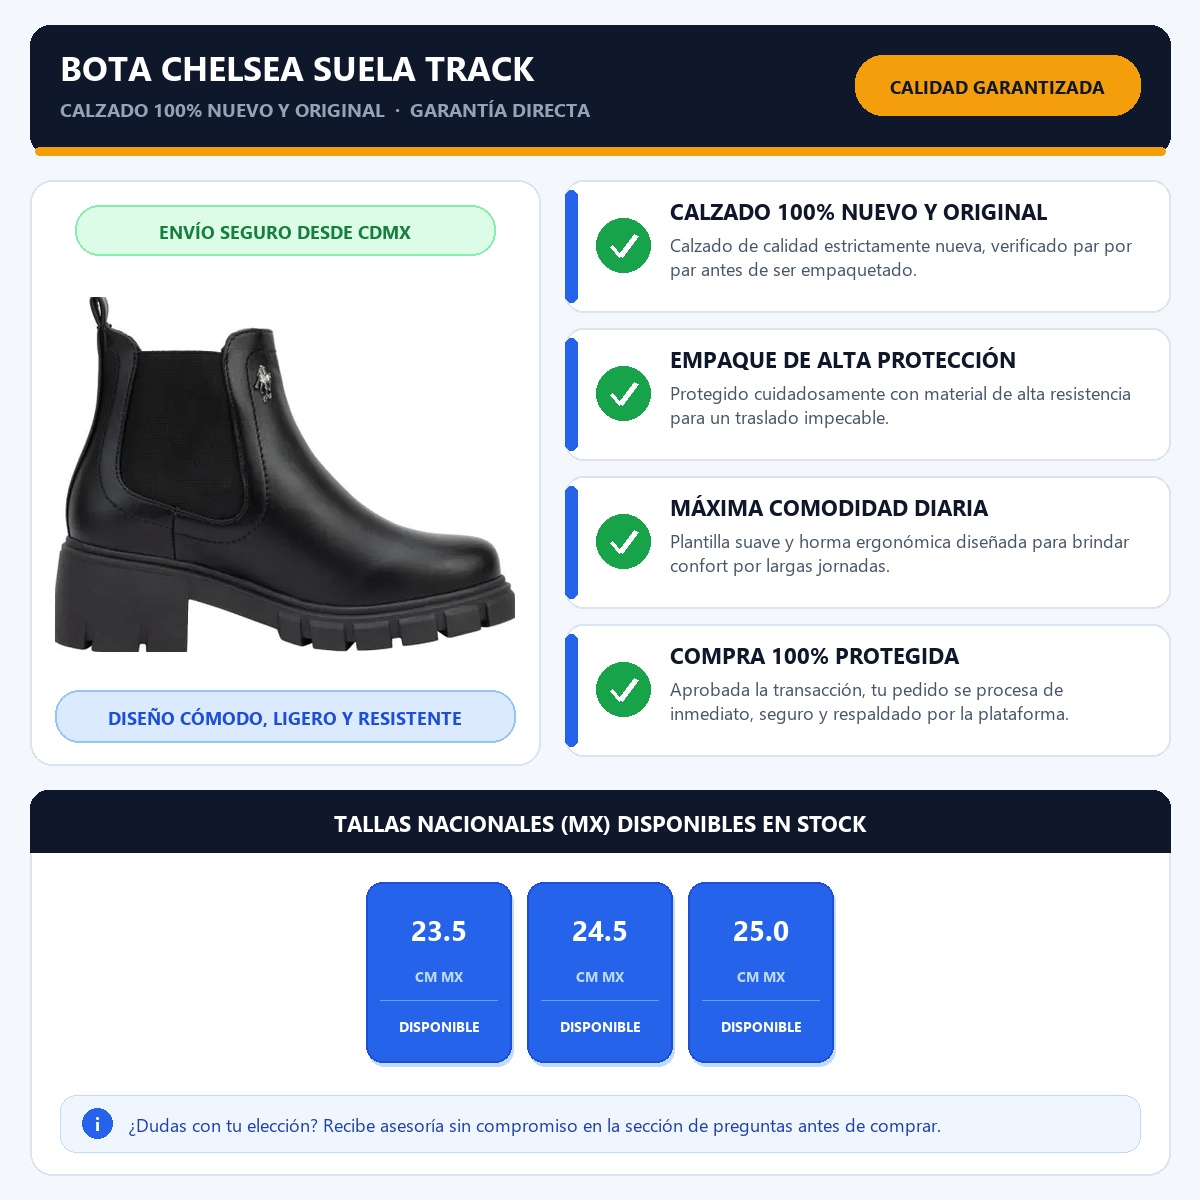 BOTA CHELSEA SUELA TRACK
CALZADO 100% NUEVO Y ORIGINAL · GARANTÍA DIRECTA
CALIDAD GARANTIZADA
ENVÍO SEGURO DESDE CDMX
DISEÑO CÓMODO, LIGERO Y RESISTENTE
CALZADO 100% NUEVO Y ORIGINAL
Calzado de calidad estrictamente nueva, verificado par por
par antes de ser empaquetado.
EMPAQUE DE ALTA PROTECCIÓN
Protegido cuidadosamente con material de alta resistencia
para un traslado impecable.
MÁXIMA COMODIDAD DIARIA
Plantilla suave y horma ergonómica diseñada para brindar
confort por largas jornadas.
COMPRA 100% PROTEGIDA
Aprobada la transacción, tu pedido se procesa de
inmediato, seguro y respaldado por la plataforma.
TALLAS NACIONALES (MX) DISPONIBLES EN STOCK
23.5
CM MX
DISPONIBLE
24.5
CM MX
DISPONIBLE
25.0
CM MX
DISPONIBLE
¿Dudas con tu elección? Recibe asesoría sin compromiso en la sección de preguntas antes de comprar.